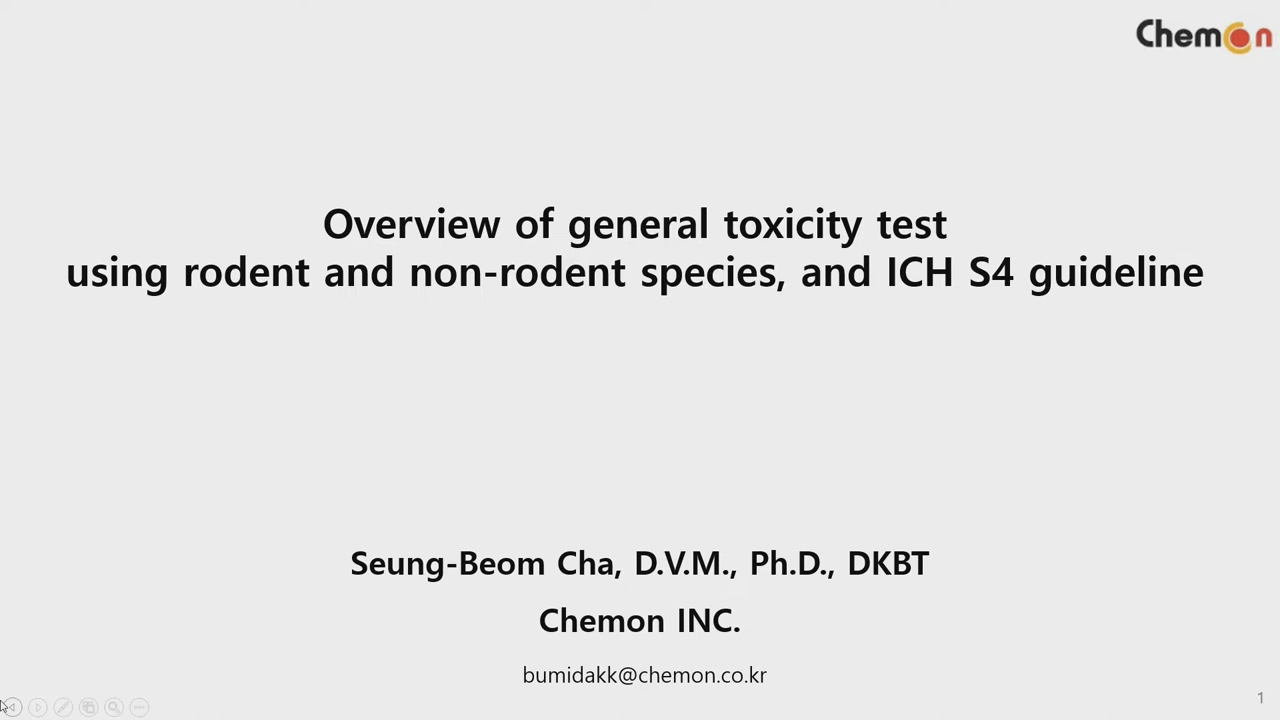 ChemOn
Overview of general toxicity test
using rodent and non-rodent species, and ICH S4 guideline
Seung-Beom Cha, D.V.M., Ph.D., DKBT
Chemon INC.
bumidakk@chemon.co.kr
1